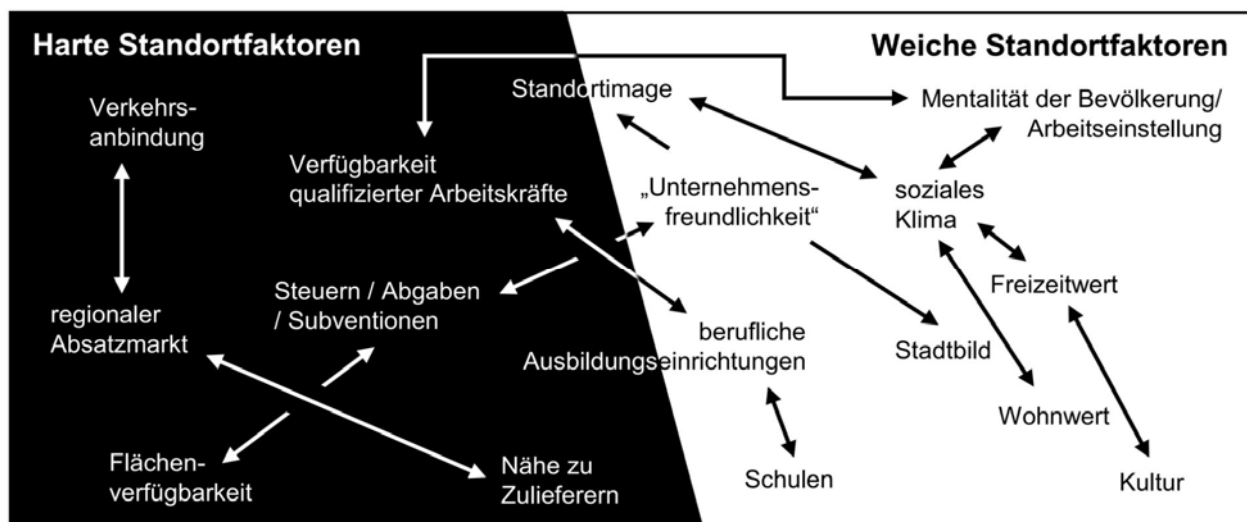 Harte Standortfaktoren
Weiche Standortfaktoren
Verkehrs-
anbindung
Standortimage
Mentalität der Bevölkerung/
Arbeitseinstellung
Verfügbarkeit
qualifizierter Arbeitskräfte
„Unternehmens-
freundlichkeit“
soziales
Klima
Steuern / Abgaben
/ Subventionen
Freizeitwert
regionaler
Absatzmarkt
berufliche
Ausbildungseinrichtungen
Stadtbild
Wohnwert
Flächen-
verfügbarkeit
Nähe zu
Zulieferern
Schulen
Kultur